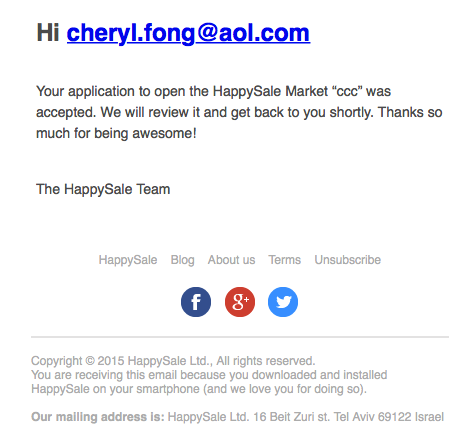 Hi cheryl.fong@aol.com
Your application to open the HappySale Market “ccc” was
accepted. We will review it and get back to you shortly. Thanks so
much for being awesome!
The HappySale Team
HappySale Blog About us Terms Unsubscribe
f g+
Copyright © 2015 HappySale Ltd., All rights reserved.
You are receiving this email because you downloaded and installed
HappySale on your smartphone (and we love you for doing so).
Our mailing address is: HappySale Ltd. 16 Beit Zuri st. Tel Aviv 69122 Israel